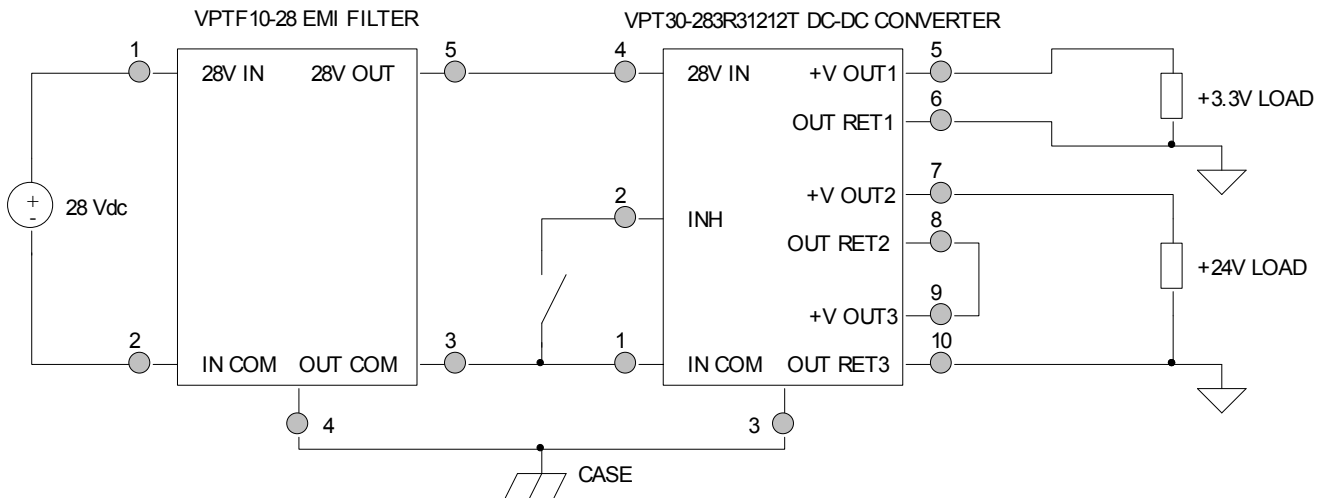 VPTF10-28 EMI FILTER
VPT30-283R31212T DC-DC CONVERTER
1
5
4
5
28V IN
28V OUT
28V IN
+V OUT1
6
+3.3V LOAD
OUT RET1
7
2
+V OUT2
+
-
28 Vdc
INH
8
OUT RET2
+24V LOAD
9
+V OUT3
2
3
1
10
IN COM
OUT COM
IN COM
OUT RET3
4
3
CASE